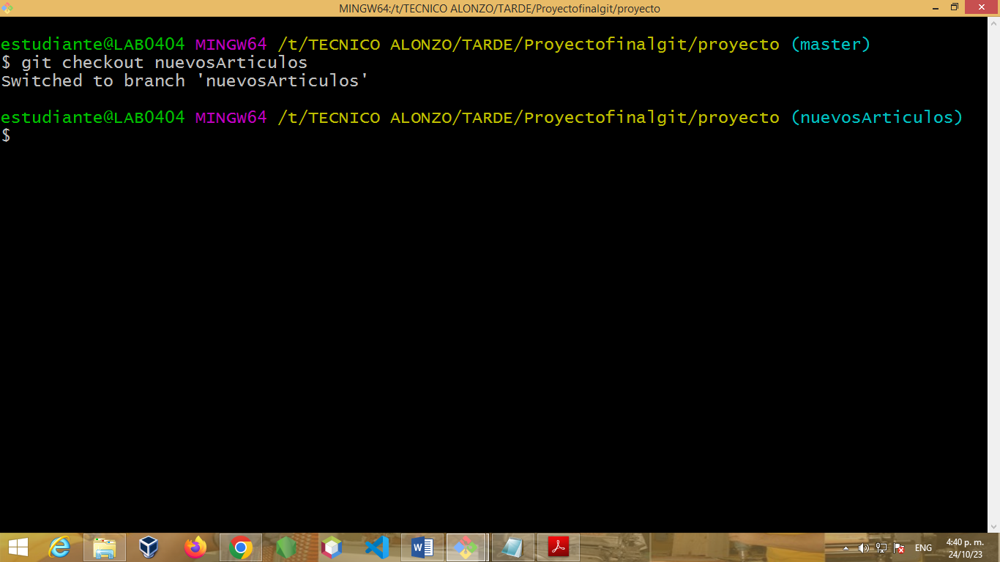 MINGW64:/t/TECNICO ALONZO/TARDE/Proyectofinalgit/proyecto
estudiante@LAB0404 MINGW64 /t/TECNICO ALONZO/TARDE/Proyectofinalgit/proyecto (master)
$ git checkout nuevosArticulos
Switched to branch 'nuevosArticulos'
estudiante@LAB0404 MINGW64 /t/TECNICO ALONZO/TARDE/Proyectofinalgit/proyecto (nuevosArticulos)
$
ENG
4:40 p. m.
24/10/23